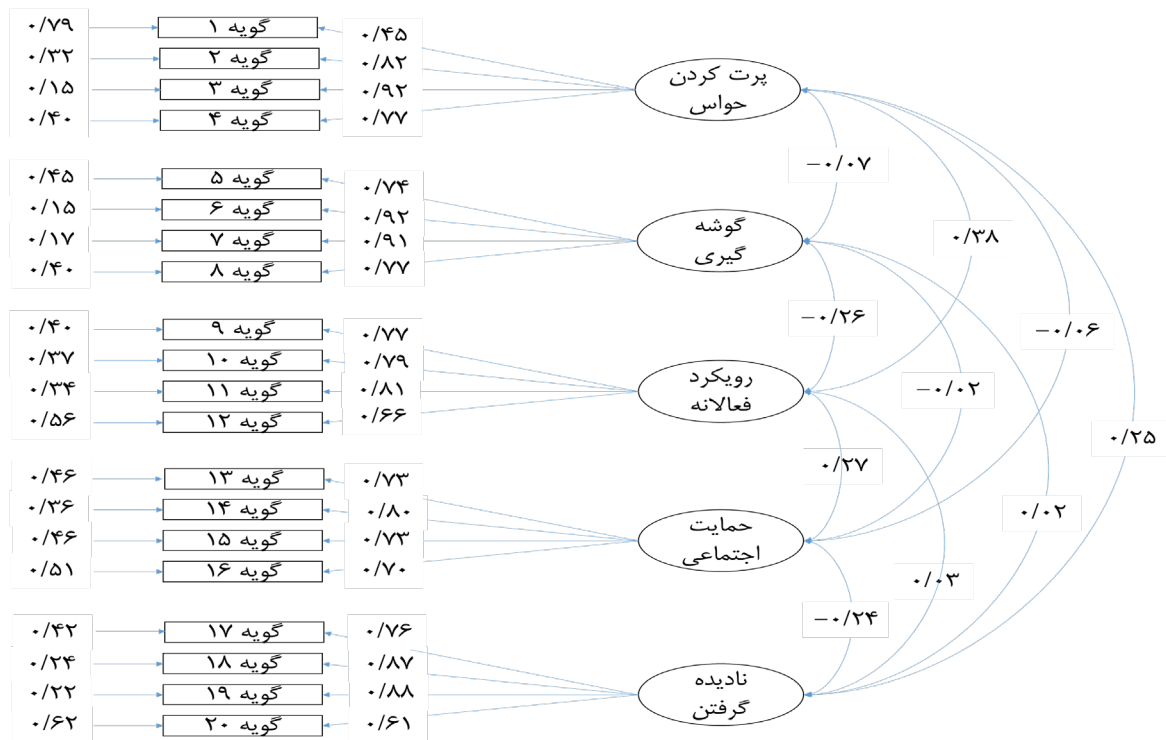 ۰/۷۹
گویه ۱
۰/۴۵
۰/۳۲
گویه ۲
۰/۸۲
۰/۱۵
گویه ۳
۰/۹۲
۰/۴۰
گویه ۴
۰/۷۷
پرت کردن
حواس
۰/۴۵
گویه ۵
۰/۷۴
۰/۱۵
گویه ۶
۰/۹۲
۰/۱۷
گویه ۷
۰/۹۱
۰/۴۰
گویه ۸
۰/۷۷
گوشه
گیری
۰/۴۰
گویه ۹
۰/۷۷
۰/۳۷
گویه ۱۰
۰/۷۹
۰/۳۴
گویه ۱۱
۰/۸۱
۰/۵۶
گویه ۱۲
۰/۶۶
رویکرد
فعالانه
۰/۴۶
گویه ۱۳
۰/۷۳
۰/۳۶
گویه ۱۴
۰/۸۰
۰/۴۶
گویه ۱۵
۰/۷۳
۰/۵۱
گویه ۱۶
۰/۷۰
حمایت
اجتماعی
۰/۴۲
گویه ۱۷
۰/۷۶
۰/۲۴
گویه ۱۸
۰/۸۷
۰/۲۲
گویه ۱۹
۰/۸۸
۰/۶۲
گویه ۲۰
۰/۶۱
نادیده
گرفتن
−۰/۰۷
۰/۳۸
−۰/۲۶
−۰/۰۶
−۰/۰۲
۰/۲۵
۰/۲۷
۰/۰۲
۰/۰۳
−۰/۲۴